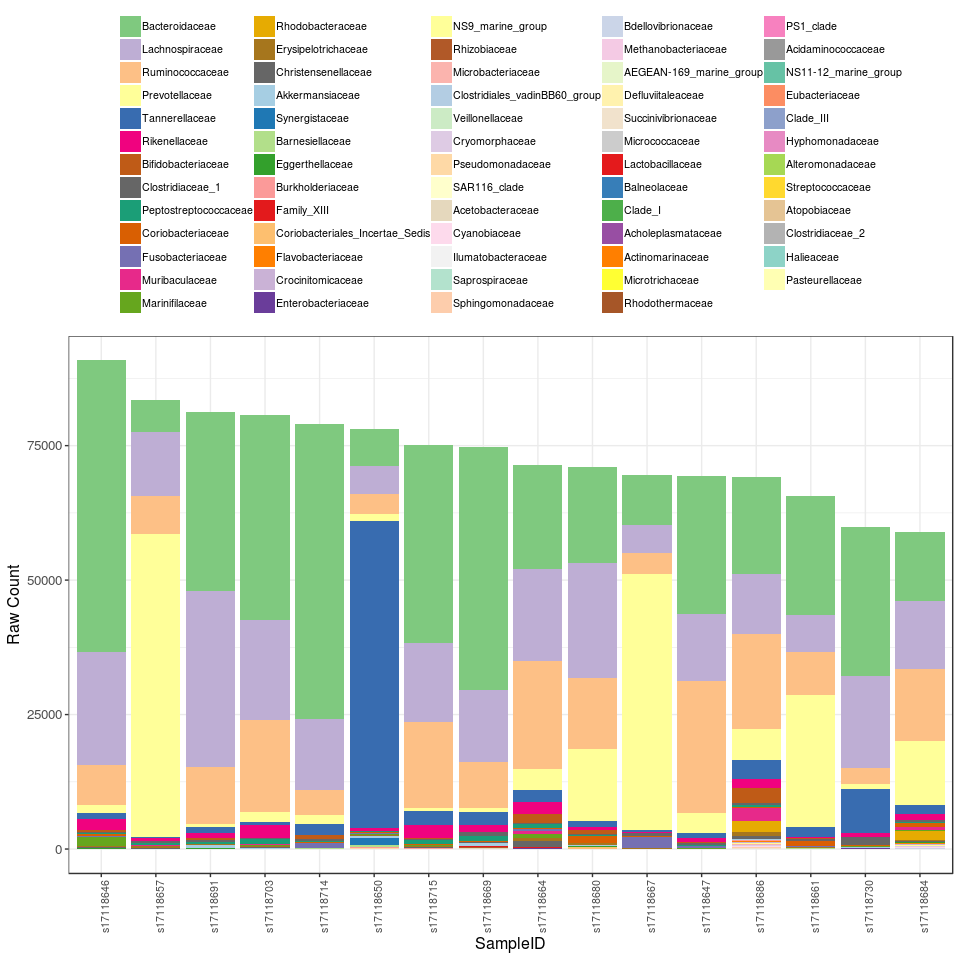 Bacteroidaceae Rhodobacteraceae NS9_marine_group Bdellovibrionaceae PS1_clade
Lachnospiraceae Erysipelotrichaceae Rhizobiaceae Methanobacteriaceae Acidaminococcaceae
Ruminococcaceae Christensenellaceae Microbacteriaceae AEGEAN-169_marine_group NS11-12_marine_group
Prevotellaceae Akkermansiaceae Clostridiales_vadinBB60_group Defluviitaleaceae Eubacteriaceae
Tannerellaceae Synergistaceae Veillonellaceae Succinivibrionaceae Clade_III
Rikenellaceae Barnesiellaceae Cryomorphaceae Micrococcaceae Hyphomonadaceae
Bifidobacteriaceae Eggerthellaceae Pseudomonadaceae Lactobacillaceae Alteromonadaceae
Clostridiaceae_1 Burkholderiaceae SAR116_clade Balneolaceae Streptococcaceae
Peptostreptococcaceae Family_XIII Acetobacteraceae Clade_I Atopobiaceae
Coriobacteriaceae Coriobacteriales_Incertae_Sedis Cyanobiaceae Acholeplasmataceae Clostridiaceae_2
Fusobacteriaceae Flavobacteriaceae Ilumatobacteraceae Actinomarinaceae Halieaceae
Muribaculaceae Crocinitomicaceae Saprospiraceae Microtrichaceae Pasteurellaceae
Marinifilaceae Enterobacteriaceae Sphingomonadaceae Rhodothermaceae
Raw Count
75000
50000
25000
0
s17118646 s17118657 s17118691 s17118703 s17118714 s17118650 s17118715 s17118669 s17118664 s17118680 s17118667 s17118647 s17118686 s17118661 s17118730 s17118684
SampleID